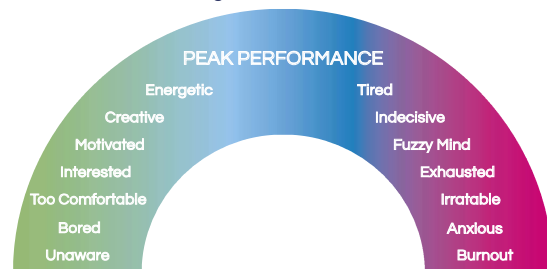 PEAK PERFORMANCE
Energetic
Tired
Creative
Indecisive
Motivated
Fuzzy Mind
Interested
Exhausted
Too Comfortable
Irratable
Bored
Anxious
Unaware
Burnout